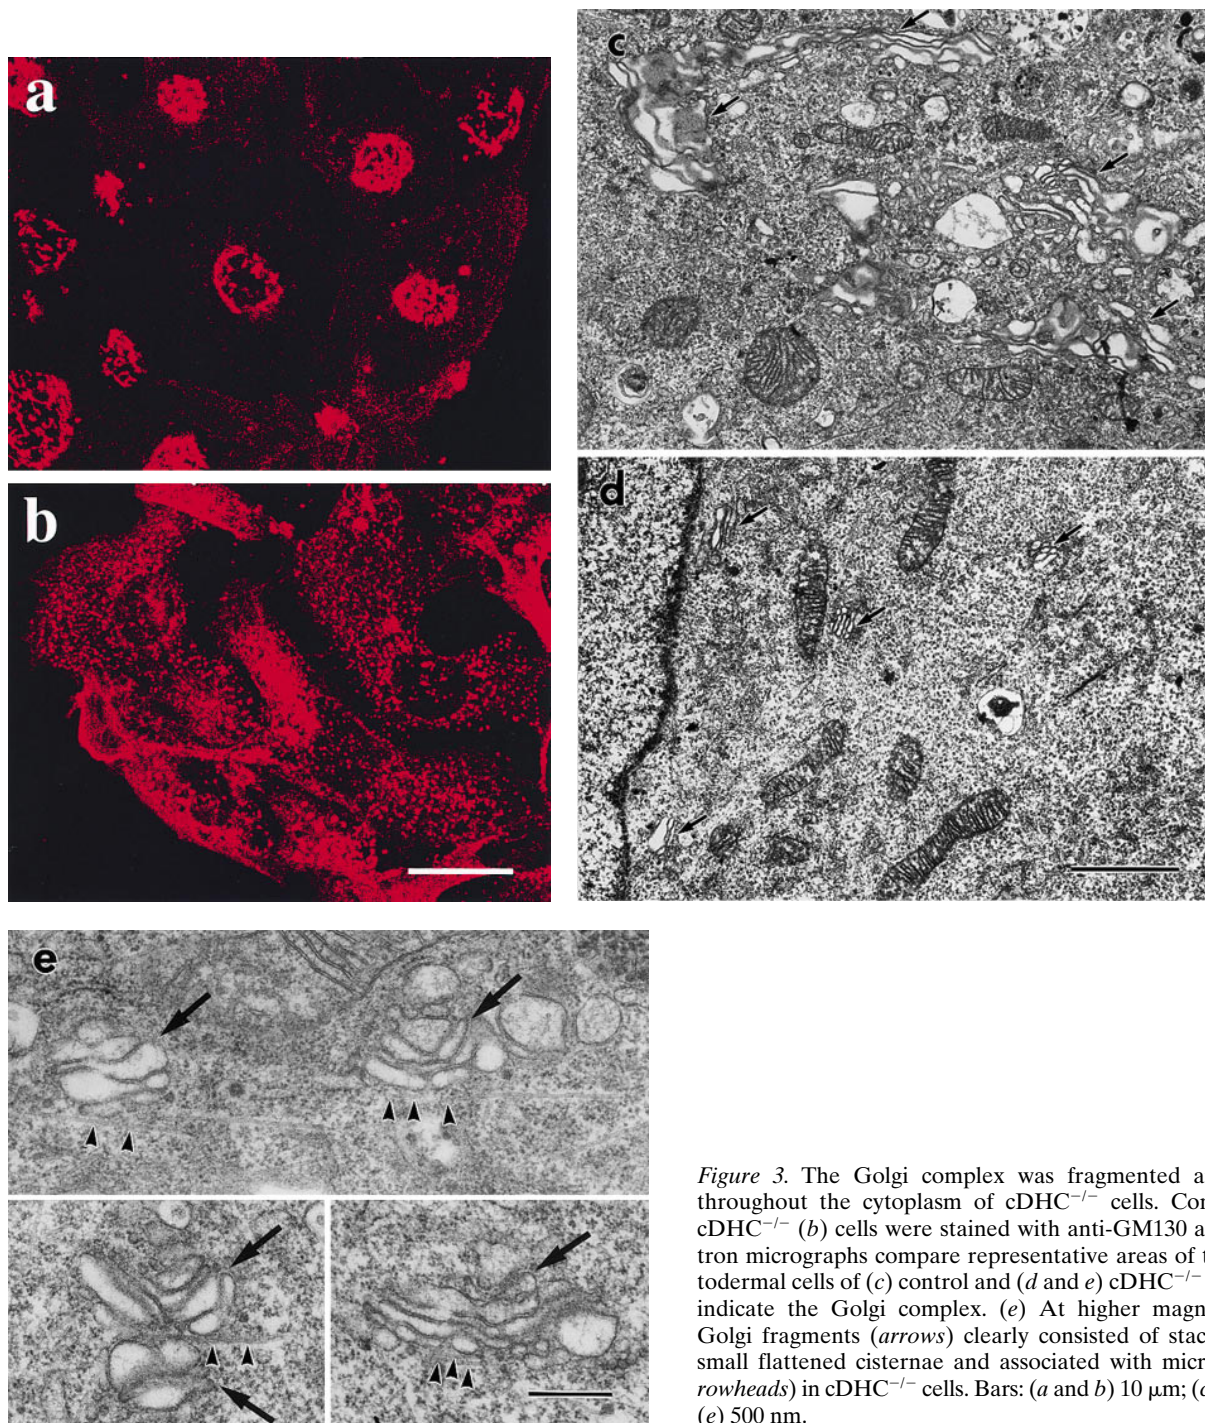 a
b
c
d
e
Figure 3. The Golgi complex was fragmented a
throughout the cytoplasm of cDHC−/− cells. Con
cDHC−/− (b) cells were stained with anti-GM130 a
tron micrographs compare representative areas of t
todermal cells of (c) control and (d and e) cDHC−/−
indicate the Golgi complex. (e) At higher magn
Golgi fragments (arrows) clearly consisted of stac
small flattened cisternae and associated with micr
rowheads) in cDHC−/− cells. Bars: (a and b) 10 μm; (
(e) 500 nm.